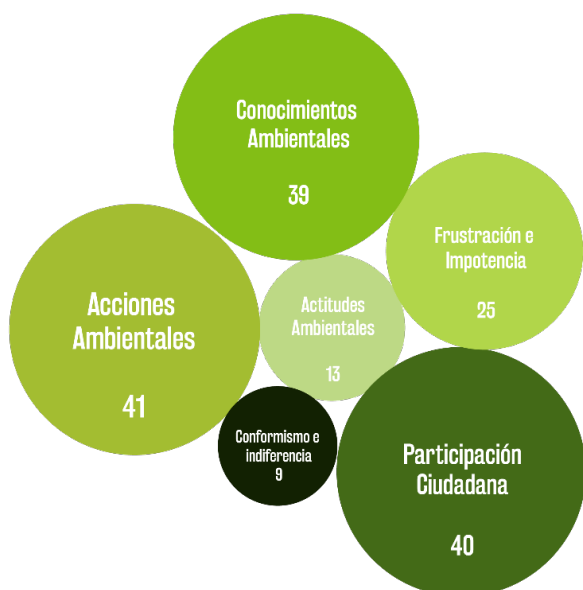 Conocimientos
Ambientales
39
Frustración e
Impotencia
25
Acciones
Ambientales
41
Actitudes
Ambientales
13
Conformismo e
indiferencia
9
Participación
Ciudadana
40